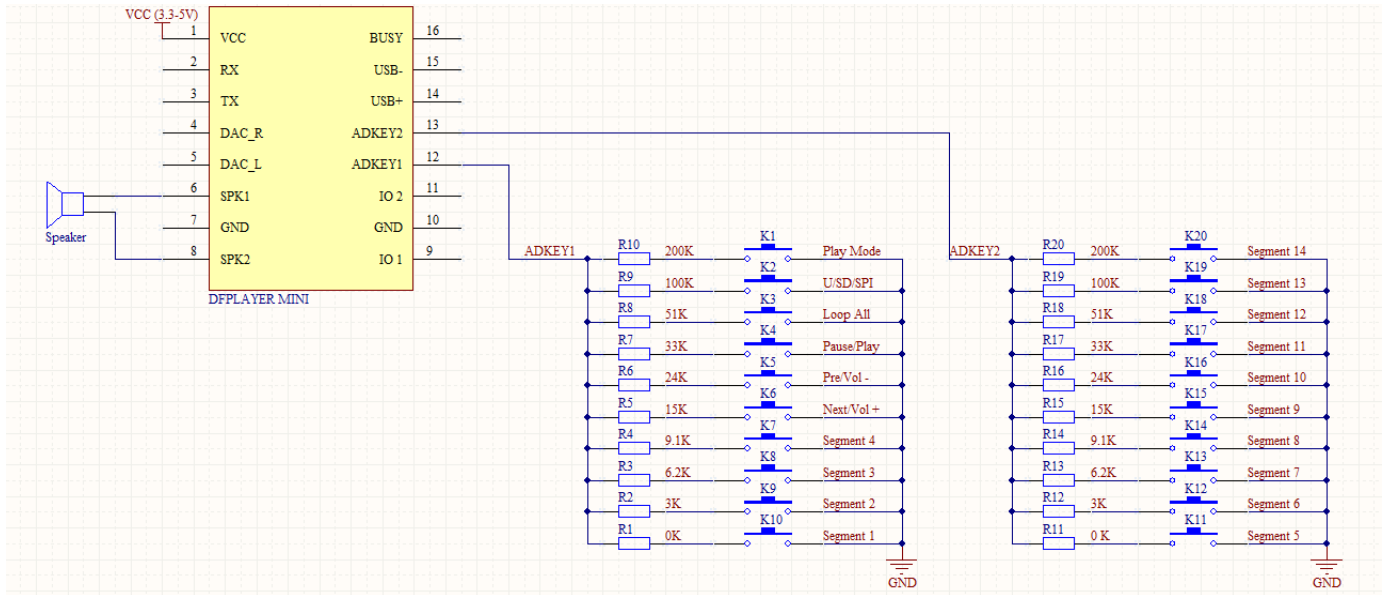 VCC (3.3-5V)
1 VCC BUSY 16
2 RX USB- 15
3 TX USB+ 14
4 DAC_R ADKEY2 13
5 DAC_L ADKEY1 12
6 SPK1 IO 2 11
7 GND GND 10
8 SPK2 IO 1 9
Speaker
DFPLAYER MINI
ADKEY1
R10 200K K1 Play Mode
R9 100K K2 U/SD/SPI
R8 51K K3 Loop All
R7 33K K4 Pause/Play
R6 24K K5 Pre/Vol -
R5 15K K6 Next/Vol +
R4 9.1K K7 Segment 4
R3 6.2K K8 Segment 3
R2 3K K9 Segment 2
R1 0K K10 Segment 1
GND
ADKEY2
R20 200K K20 Segment 14
R19 100K K19 Segment 13
R18 51K K18 Segment 12
R17 33K K17 Segment 11
R16 24K K16 Segment 10
R15 15K K15 Segment 9
R14 9.1K K14 Segment 8
R13 6.2K K13 Segment 7
R12 3K K12 Segment 6
R11 0 K K11 Segment 5
GND